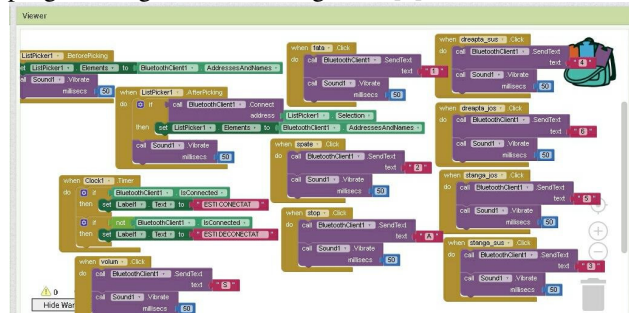 Viewer
ListPicker1 BeforePicking
set ListPicker1 . Elements to BluetoothClient1 . AddressesAndNames
call Sound1 .Vibrate
millisecs 50
when ListPicker1 .AfterPicking
do if call BluetoothClient1 .Connect
address ListPicker1 . Selection
then set ListPicker1 . Elements to BluetoothClient1 . AddressesAndNames
call Sound1 .Vibrate
millisecs 50
when Clock1 .Timer
do if BluetoothClient1 . IsConnected
then set Label1 . Text to "ESTI CONECTAT"
if not BluetoothClient1 . IsConnected
then set Label1 . Text to "ESTI DECONECTAT"
when volum .Click
do call BluetoothClient1 .SendText
text "S"
call Sound1 .Vibrate
millisecs 50
0
Hide War
when fata .Click
do call BluetoothClient1 .SendText
text "1"
call Sound1 .Vibrate
millisecs 50
when spate .Click
do call BluetoothClient1 .SendText
text "2"
call Sound1 .Vibrate
millisecs 50
when stop .Click
do call BluetoothClient1 .SendText
text "A"
call Sound1 .Vibrate
millisecs 50
when dreapta_sus .Click
do call BluetoothClient1 .SendText
text "4"
call Sound1 .Vibrate
millisecs 50
when dreapta_jos .Click
do call BluetoothClient1 .SendText
text "6"
call Sound1 .Vibrate
millisecs 50
when stanga_jos .Click
do call BluetoothClient1 .SendText
text "5"
call Sound1 .Vibrate
millisecs 50
when stanga_sus .Click
do call BluetoothClient1 .SendText
text "3"
call Sound1 .Vibrate
millisecs 50